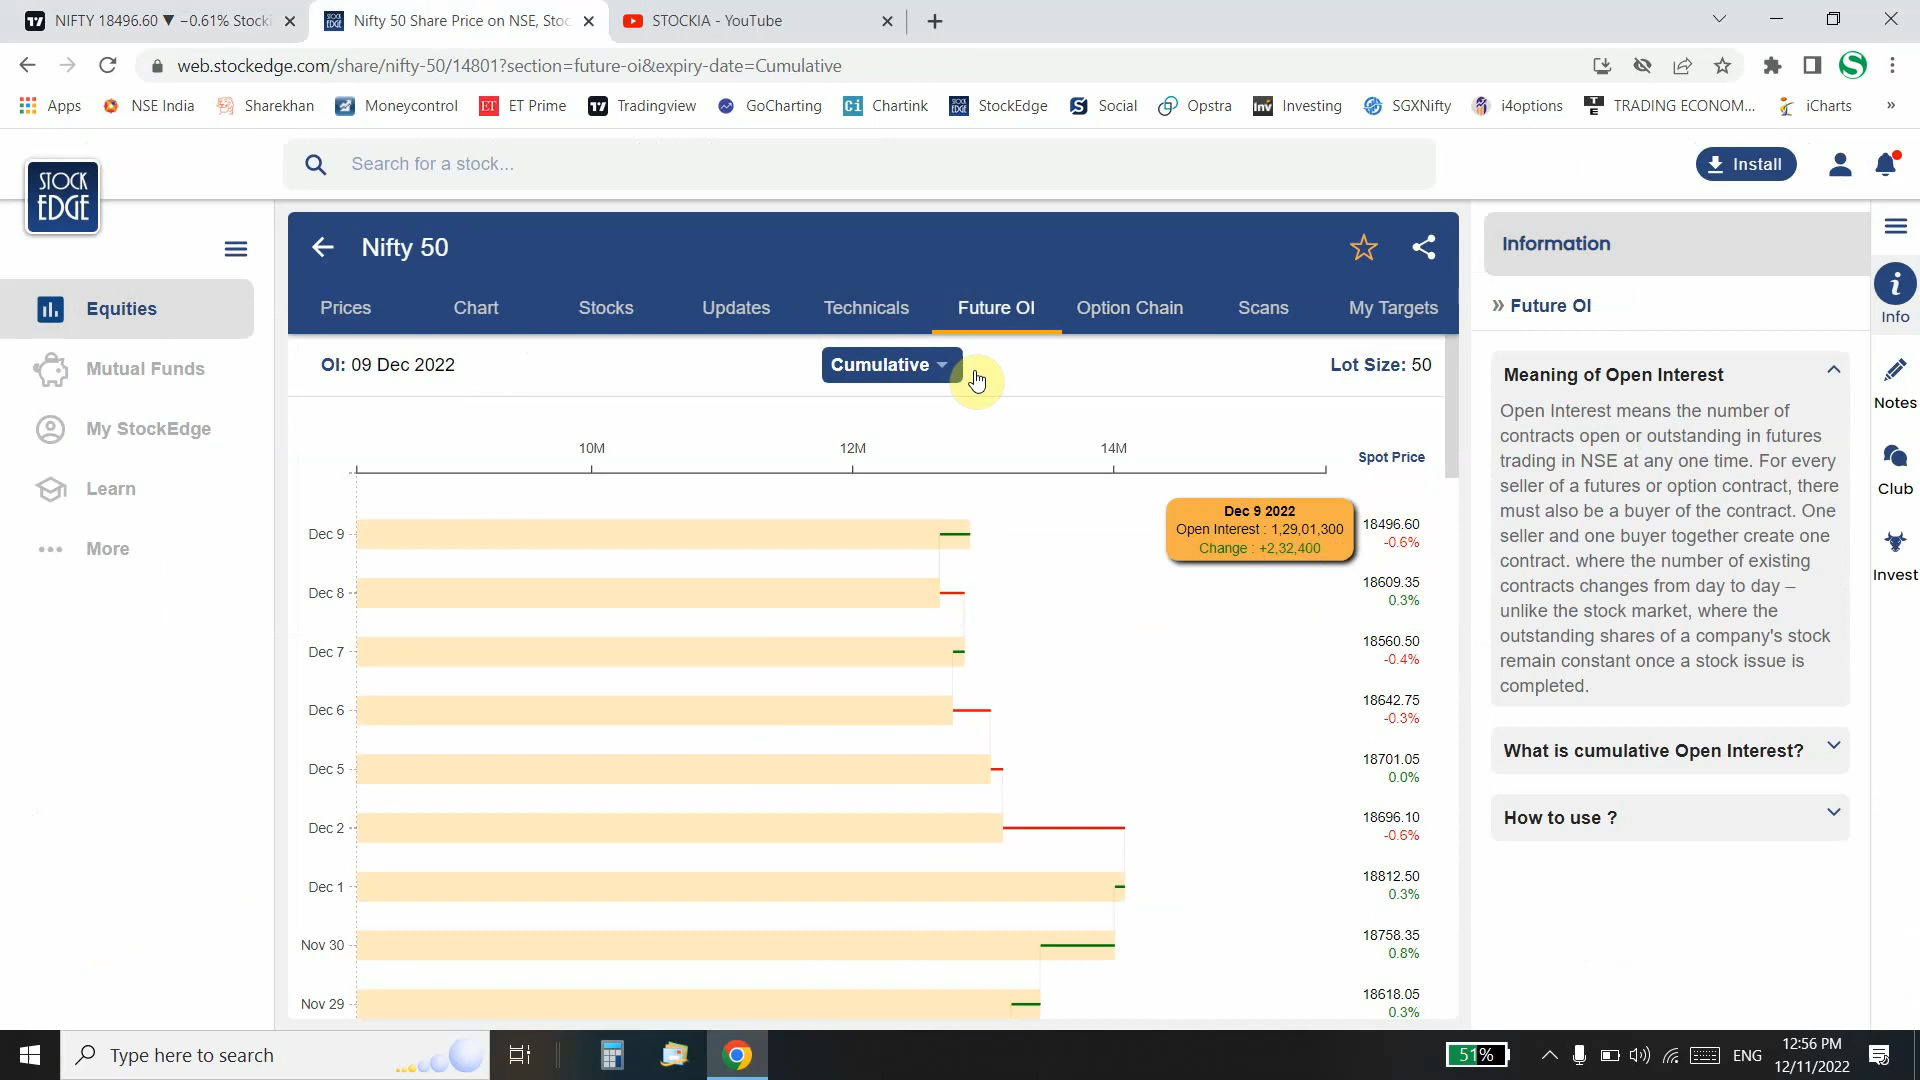 NIFTY 18496.60 ▼ −0.61% Stocki
Nifty 50 Share Price on NSE, Stoc
STOCKIA - YouTube
web.stockedge.com/share/nifty-50/14801?section=future-oi&expiry-date=Cumulative
Apps
NSE India
Sharekhan
Moneycontrol
ET
ET Prime
Tradingview
GoCharting
Ci
Chartink
StockEdge
Social
Opstra
Inv
Investing
SGXNifty
i4options
TRADING ECONOM...
iCharts
»
STOCK
EDGE
Search for a stock...
Install
Equities
Mutual Funds
My StockEdge
Learn
More
Nifty 50
Prices
Chart
Stocks
Updates
Technicals
Future OI
Option Chain
Scans
My Targets
OI: 09 Dec 2022
Cumulative
Lot Size: 50
10M
12M
14M
Spot Price
Dec 9 2022
Open Interest : 1,29,01,300
Change : +2,32,400
Dec 9
18496.60
-0.6%
Dec 8
18609.35
0.3%
Dec 7
18560.50
-0.4%
Dec 6
18642.75
-0.3%
Dec 5
18701.05
0.0%
Dec 2
18696.10
-0.6%
Dec 1
18812.50
0.3%
Nov 30
18758.35
0.8%
Nov 29
18618.05
0.3%
Information
» Future OI
Meaning of Open Interest
Open Interest means the number of
contracts open or outstanding in futures
trading in NSE at any one time. For every
seller of a futures or option contract, there
must also be a buyer of the contract. One
seller and one buyer together create one
contract. where the number of existing
contracts changes from day to day –
unlike the stock market, where the
outstanding shares of a company's stock
remain constant once a stock issue is
completed.
What is cumulative Open Interest?
How to use ?
Info
Notes
Club
Invest
Type here to search
51%
ENG
12:56 PM
12/11/2022